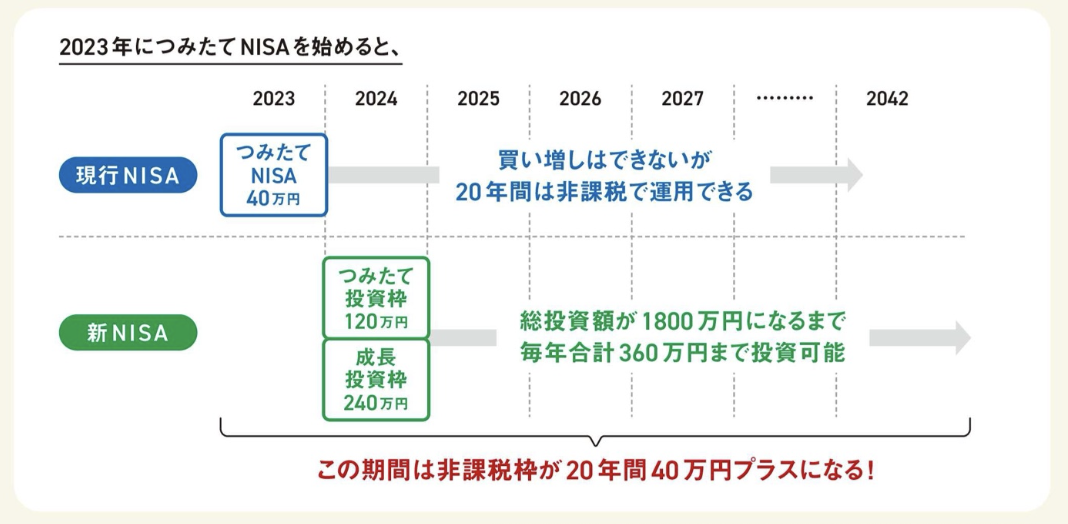 2023年につみたてNISAを始めると、
2023
2024
2025
2026
2027
………
2042
現行NISA
つみたて
NISA
40万円
買い増しはできないが
20年間は非課税で運用できる
新NISA
つみたて
投資枠
120万円
成長
投資枠
240万円
総投資額が1800万円になるまで
毎年合計360万円まで投資可能
この期間は非課税枠が20年間40万円プラスになる!